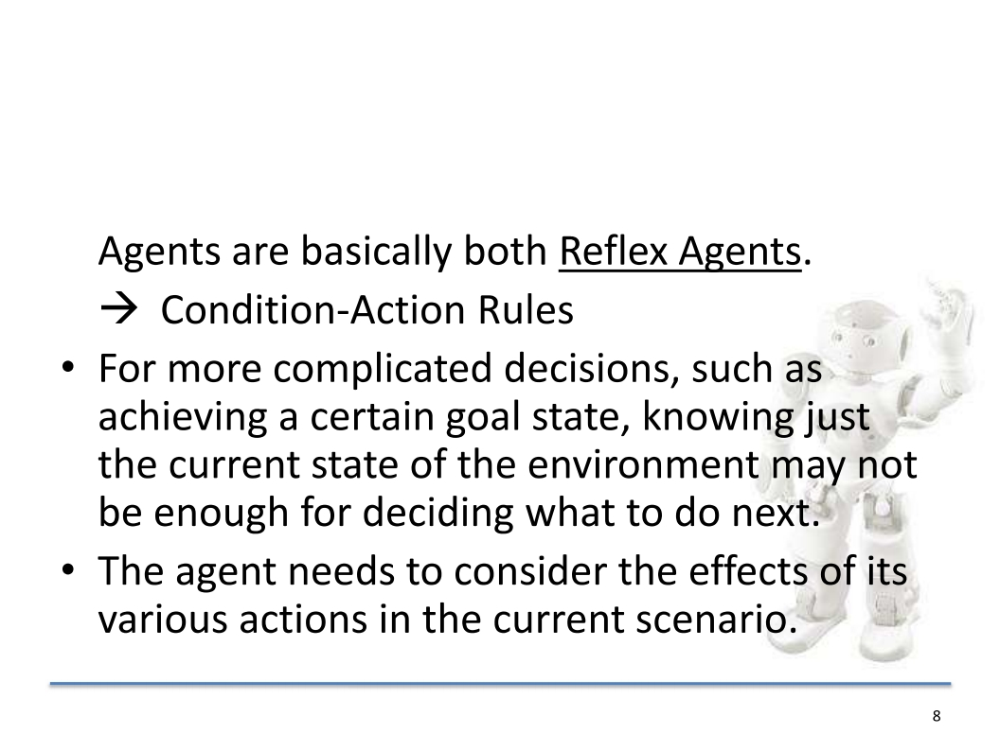 Agents are basically both Reflex Agents.
→ Condition-Action Rules
• For more complicated decisions, such as
achieving a certain goal state, knowing just
the current state of the environment may not
be enough for deciding what to do next.
• The agent needs to consider the effects of its
various actions in the current scenario.
8